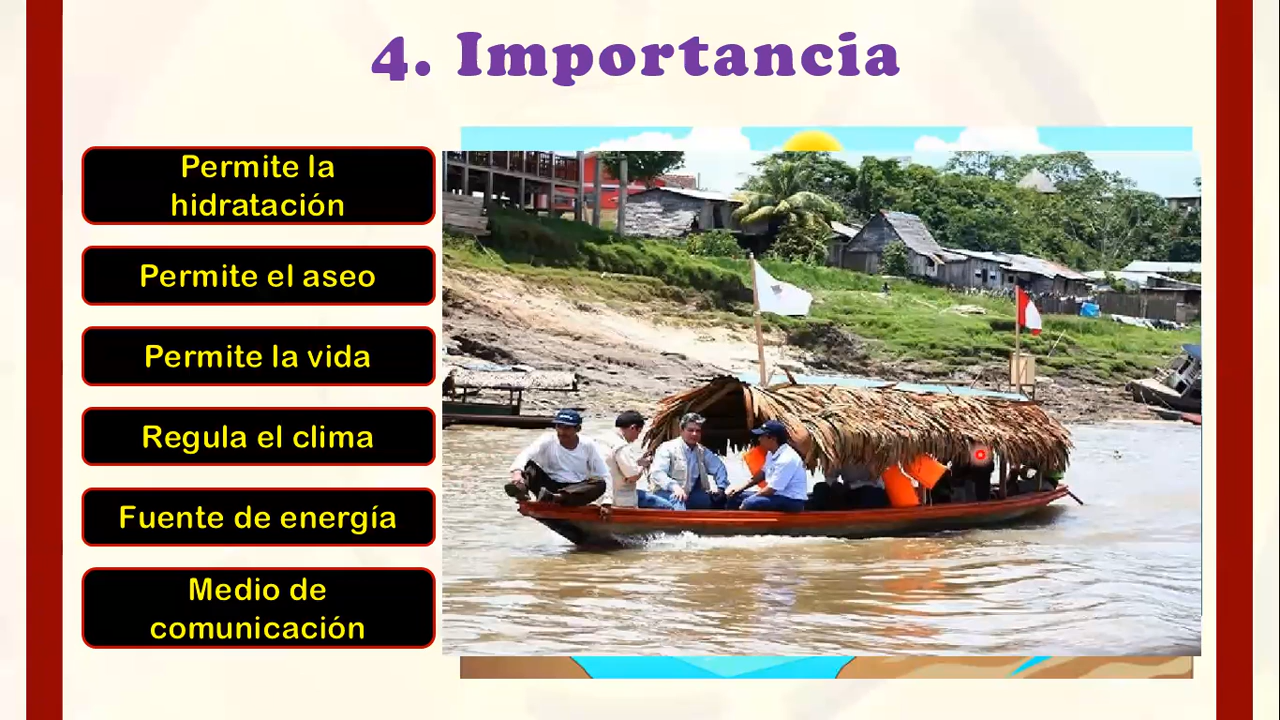 4. Importancia
Permite la
hidratación
Permite el aseo
Permite la vida
Regula el clima
Fuente de energía
Medio de
comunicación